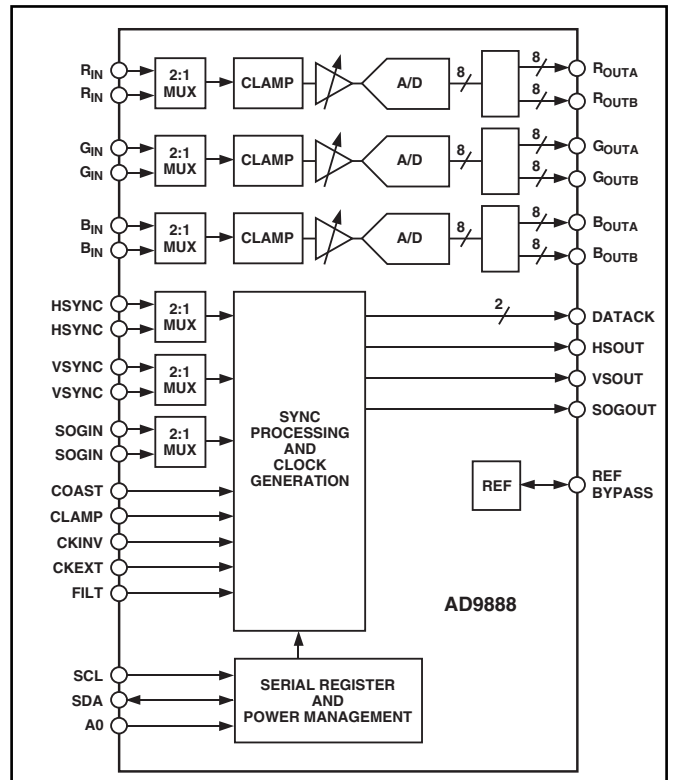 RIN
RIN
2:1
MUX
CLAMP
A/D
8
8
8
ROUTA
ROUTB
GIN
GIN
2:1
MUX
CLAMP
A/D
8
8
8
GOUTA
GOUTB
BIN
BIN
2:1
MUX
CLAMP
A/D
8
8
8
BOUTA
BOUTB
HSYNC
HSYNC
2:1
MUX
VSYNC
VSYNC
2:1
MUX
SOGIN
SOGIN
2:1
MUX
COAST
CLAMP
CKINV
CKEXT
FILT
SYNC
PROCESSING
AND
CLOCK
GENERATION
2
DATACK
HSOUT
VSOUT
SOGOUT
REF
REF
BYPASS
AD9888
SCL
SDA
A0
SERIAL REGISTER
AND
POWER MANAGEMENT